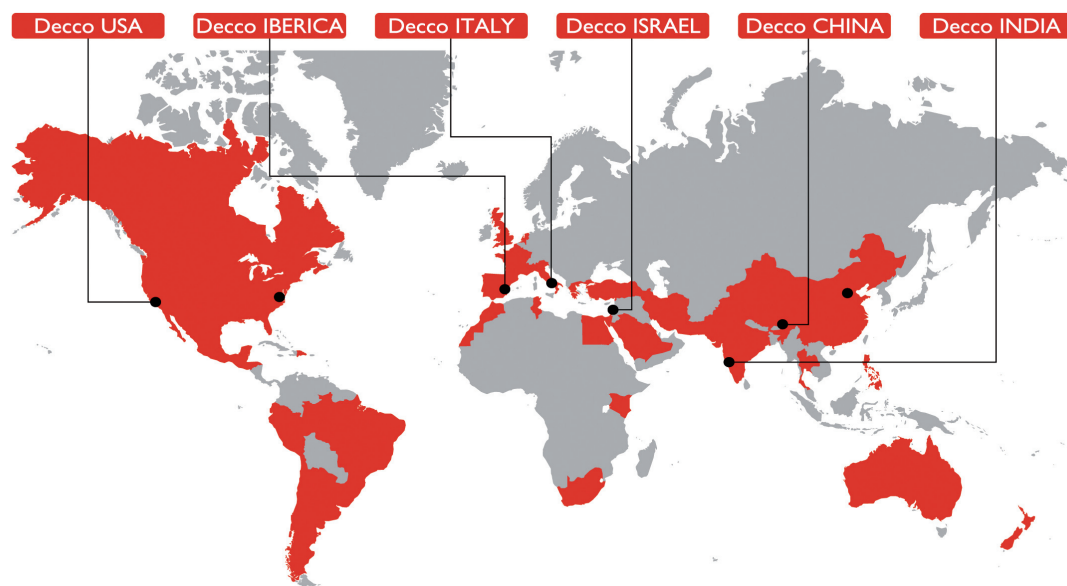 Decco USA
Decco IBERICA
Decco ITALY
Decco ISRAEL
Decco CHINA
Decco INDIA